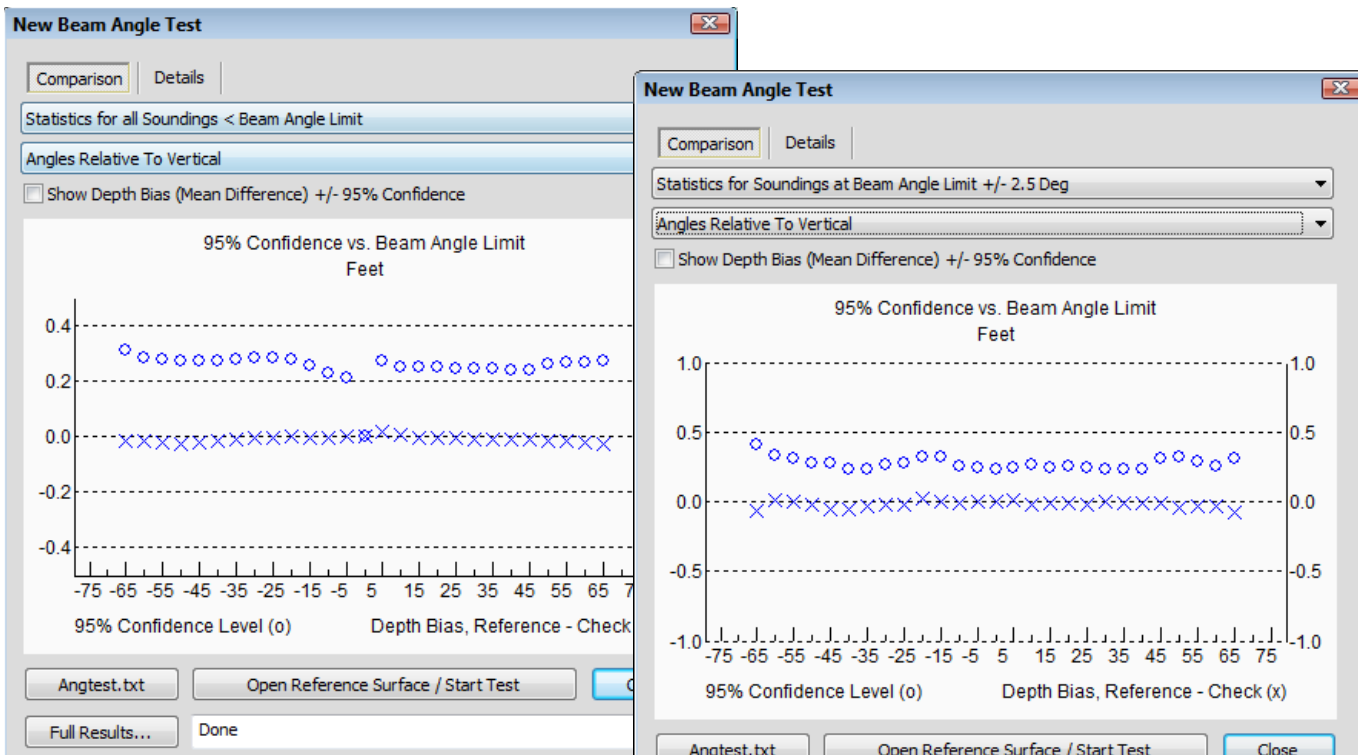 New Beam Angle Test
Comparison Details
Statistics for all Soundings < Beam Angle Limit
Angles Relative To Vertical
Show Depth Bias (Mean Difference) +/- 95% Confidence
95% Confidence vs. Beam Angle Limit
Feet
0.4
0.2
0.0
-0.2
-0.4
-75 -65 -55 -45 -35 -25 -15 -5 5 15 25 35 45 55 65 7
95% Confidence Level (o) Depth Bias, Reference - Check
Angtest.txt Open Reference Surface / Start Test
Full Results... Done
New Beam Angle Test
Comparison Details
Statistics for Soundings at Beam Angle Limit +/- 2.5 Deg
Angles Relative To Vertical
Show Depth Bias (Mean Difference) +/- 95% Confidence
95% Confidence vs. Beam Angle Limit
Feet
1.0 1.0
0.5 0.5
0.0 0.0
-0.5 -0.5
-1.0 -1.0
-75 -65 -55 -45 -35 -25 -15 -5 5 15 25 35 45 55 65 75
95% Confidence Level (o) Depth Bias, Reference - Check (x)
Angtest.txt Open Reference Surface / Start Test Close